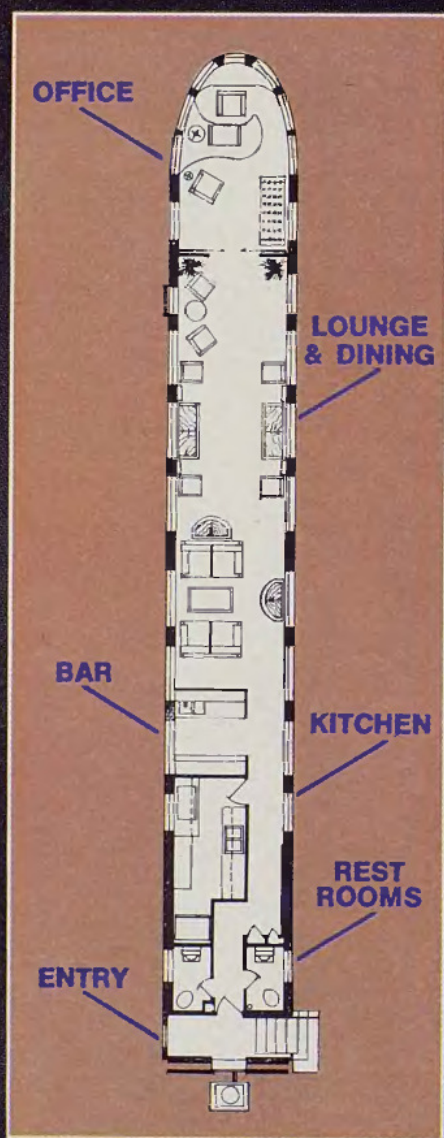 OFFICE
LOUNGE
& DINING
BAR
KITCHEN
REST
ROOMS
ENTRY